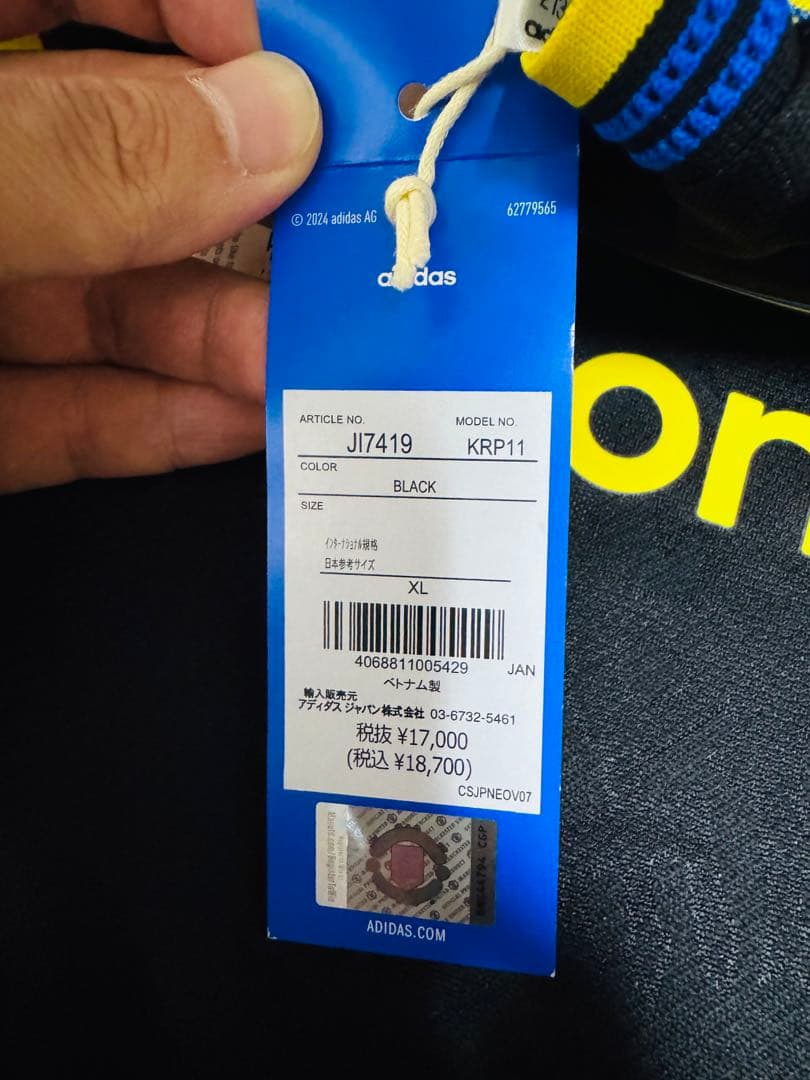 213
© 2024 adidas AG
62779565
adidas
ARTICLE NO.
MODEL NO.
JI7419
KRP11
COLOR
BLACK
SIZE
インターナショナル規格
日本参考サイズ
XL
4068811005429
JAN
ベトナム製
輸入販売元
アディダス ジャパン株式会社 03-6732-5461
税抜 ¥17,000
(税込 ¥18,700)
CSJPNEOV07
ADIDAS.COM
on